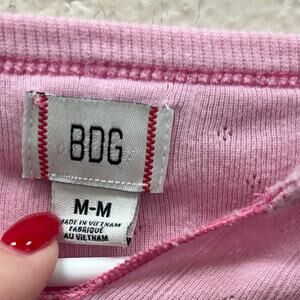 BDG
M-M
MADE IN VIETNAM
FABRIQUÉ
AU VIETNAM